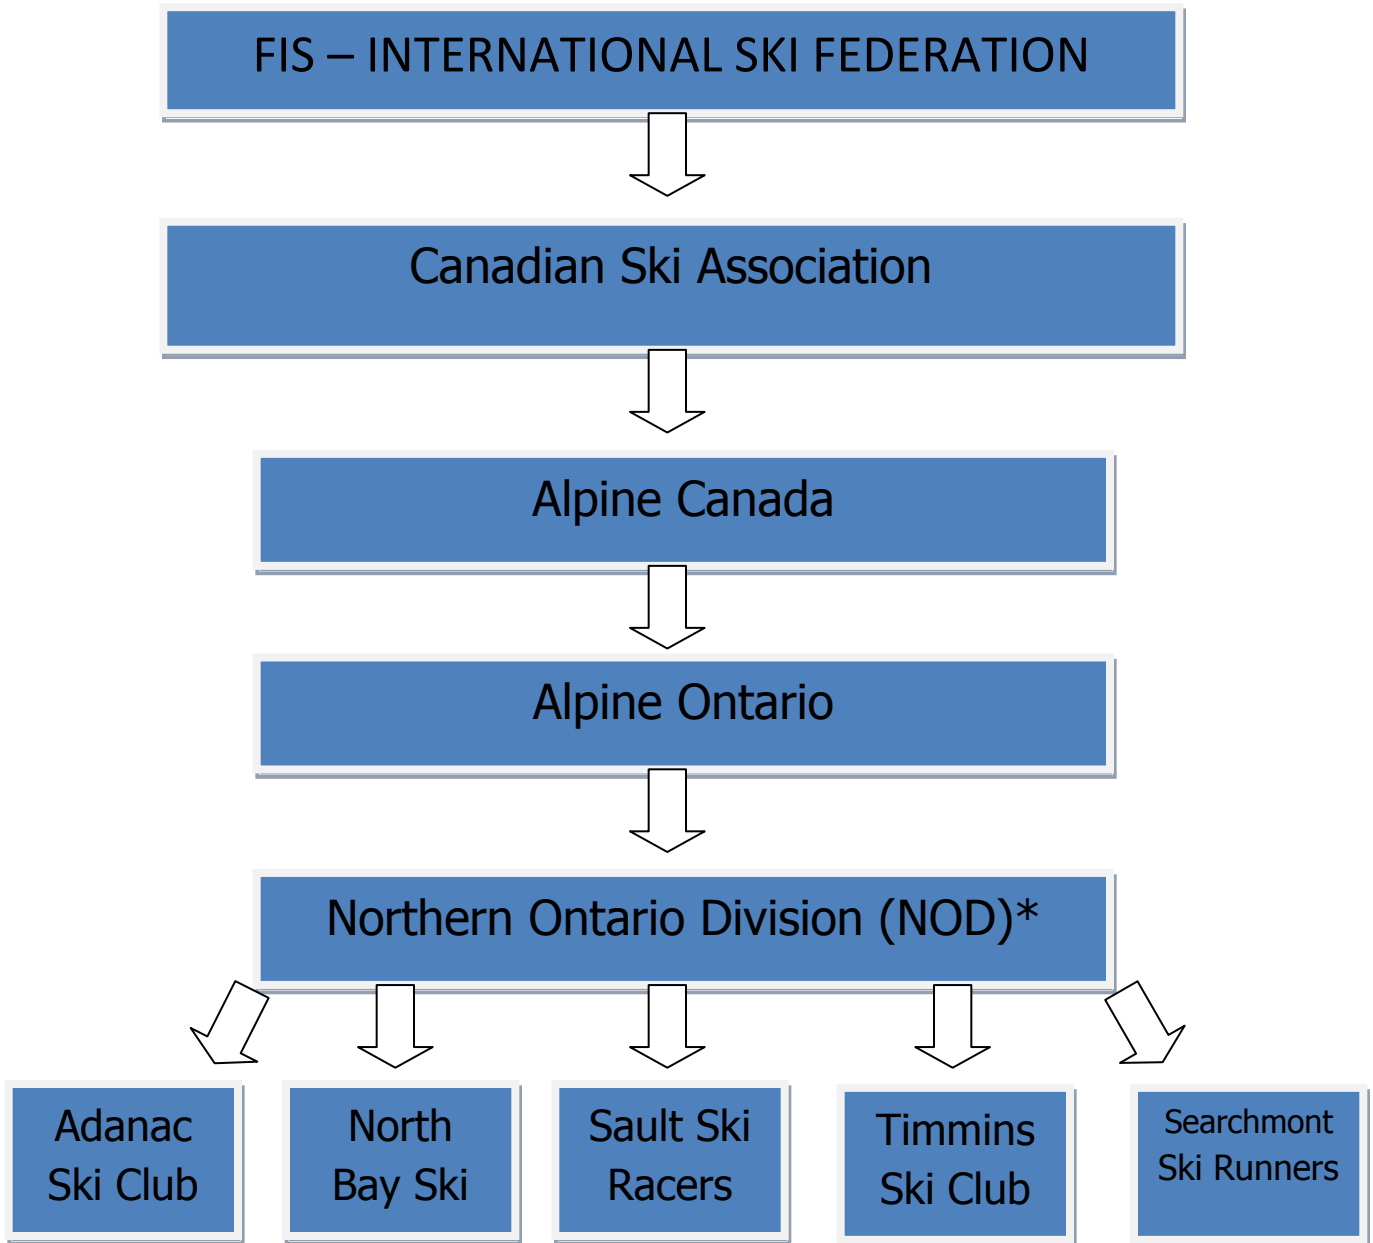 FIS – INTERNATIONAL SKI FEDERATION
Canadian Ski Association
Alpine Canada
Alpine Ontario
Northern Ontario Division (NOD)*
Adanac
Ski Club
North
Bay Ski
Sault Ski
Racers
Timmins
Ski Club
Searchmont
Ski Runners